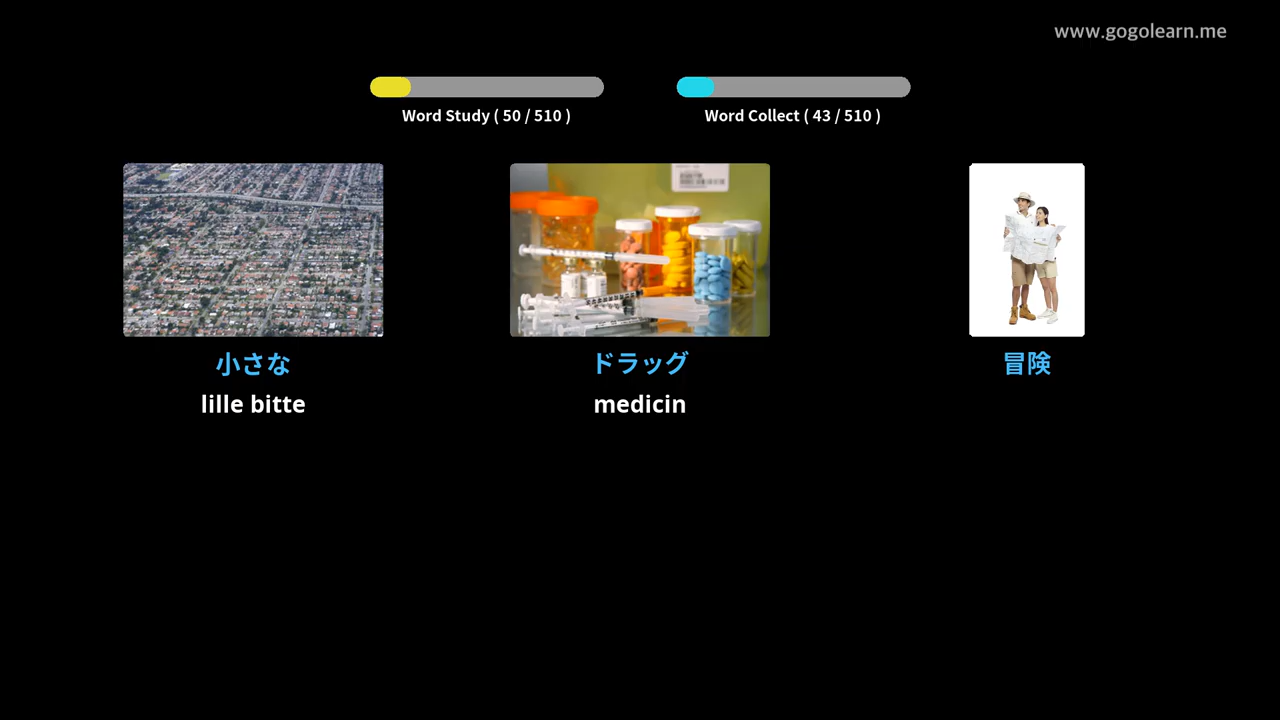 www.gogolearn.me
Word Study ( 50 / 510 )
Word Collect ( 43 / 510 )
小さな
ドラッグ
冒険
lille bitte
medicin